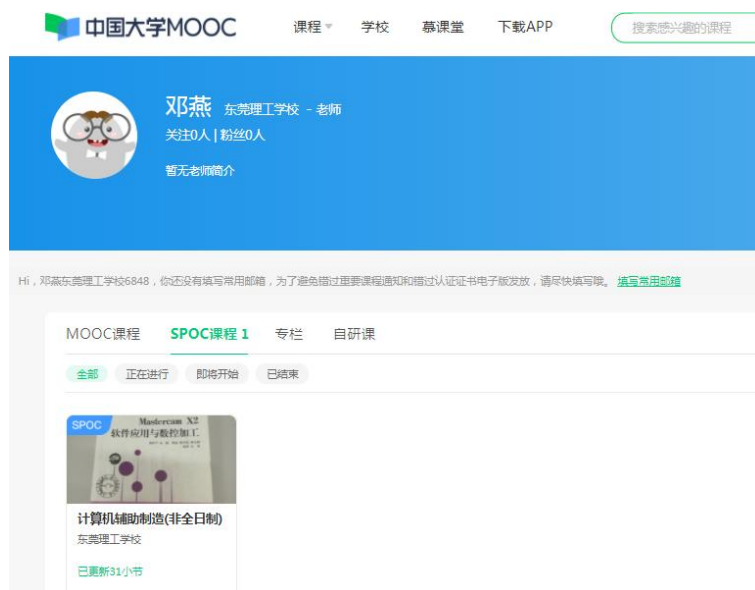 中国大学MOOC 课程 学校 慕课堂 下载APP 搜索感兴趣的课程
邓燕 东莞理工学校 - 老师
关注0人 | 粉丝0人
暂无老师简介
Hi，邓燕东莞理工学校6848，你还没有填写常用邮箱，为了避免错过重要课程通知和错过认证证书电子版发放，请尽快填写哦。 填写常用邮箱
MOOC课程 SPOC课程 1 专栏 自研课
全部 正在进行 即将开始 已结束
SPOC
Mastercam X2
软件应用与数控加工
计算机辅助制造(非全日制)
东莞理工学校
已更新31小节